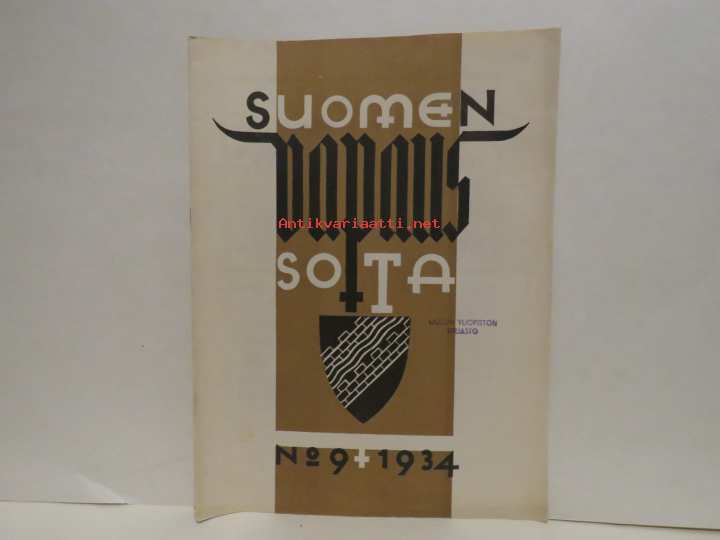 SUOMEN
VAPAUS
Antikvariaatti.net
SOTA
No 9 + 1934